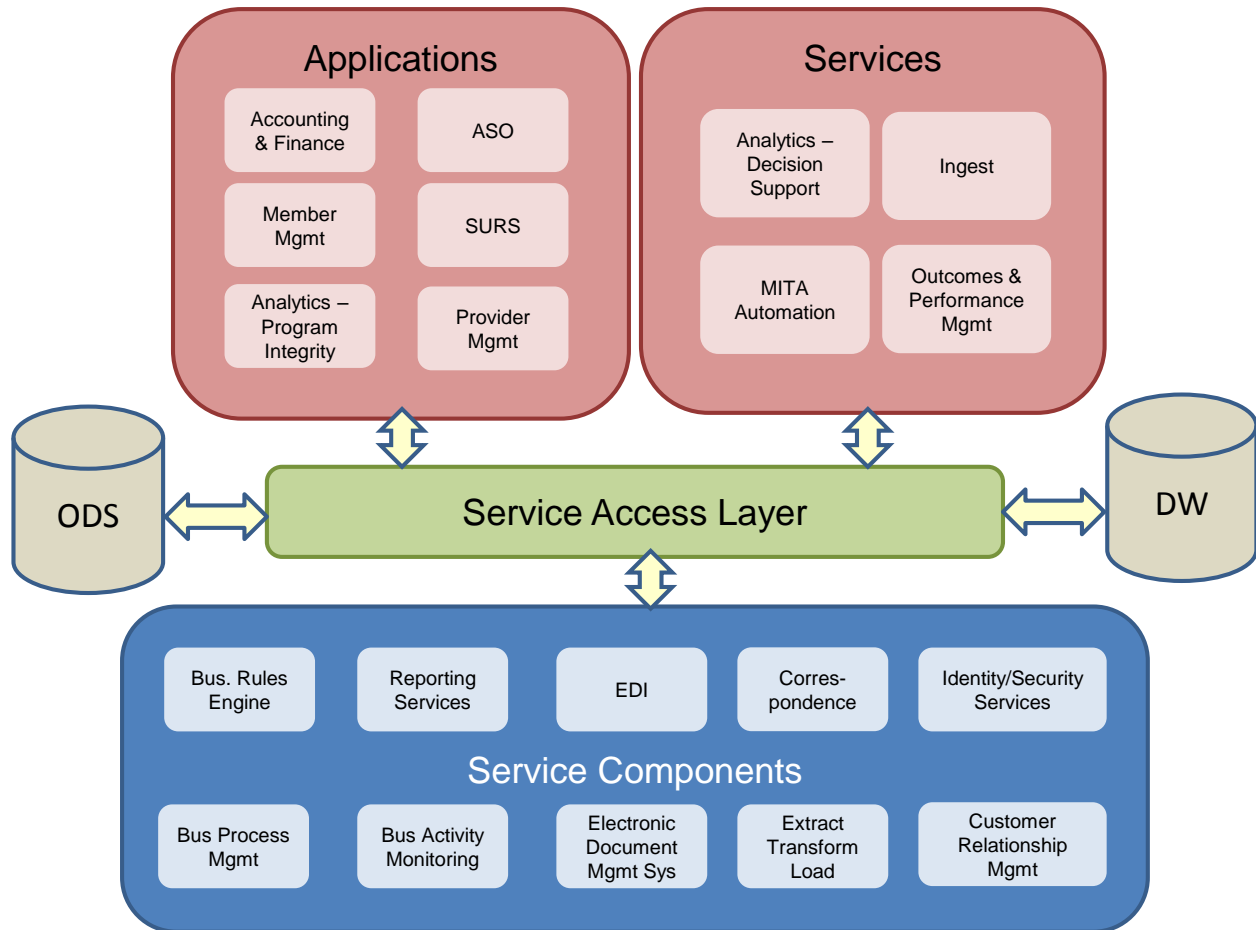 Applications
Accounting
& Finance
ASO
Member
Mgmt
SURS
Analytics –
Program
Integrity
Provider
Mgmt
Services
Analytics –
Decision
Support
Ingest
MITA
Automation
Outcomes &
Performance
Mgmt
ODS
Service Access Layer
DW
Bus. Rules
Engine
Reporting
Services
EDI
Corres-
pondence
Identity/Security
Services
Service Components
Bus Process
Mgmt
Bus Activity
Monitoring
Electronic
Document
Mgmt Sys
Extract
Transform
Load
Customer
Relationship
Mgmt